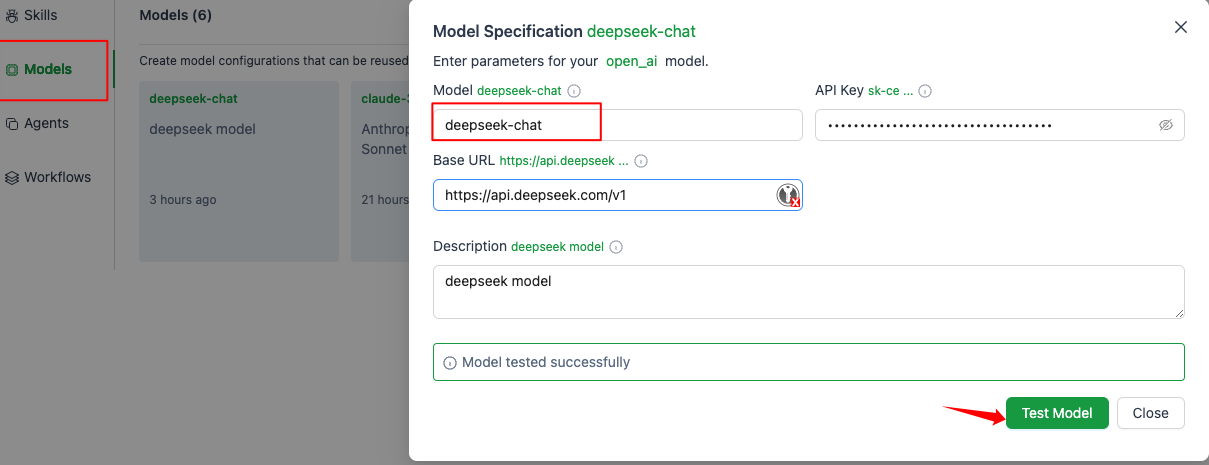 Skills
Models
Agents
Workflows
Models (6)
Create model configurations that can be reused
deepseek-chat
deepseek model
3 hours ago
claude-3
Anthrop
Sonnet
21 hours
Model Specification deepseek-chat
Enter parameters for your open_ai model.
Model deepseek-chat
deepseek-chat
API Key sk-ce ...
••••••••••••••••••••••••••••••••••
Base URL https://api.deepseek ...
https://api.deepseek.com/v1
Description deepseek model
deepseek model
Model tested successfully
Test Model
Close